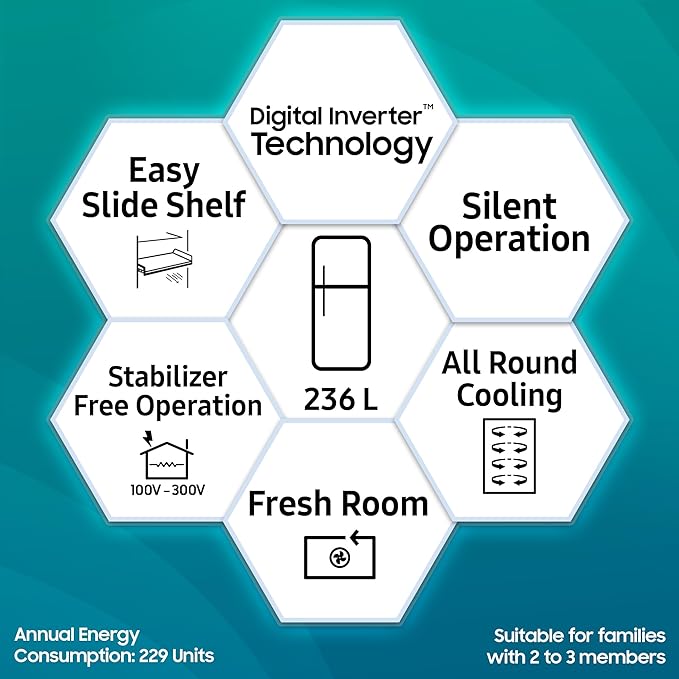 Digital Inverter™
Technology
Easy
Slide Shelf
Silent
Operation
236 L
Stabilizer
Free Operation
100V – 300V
All Round
Cooling
Fresh Room
Annual Energy
Consumption: 229 Units
Suitable for families
with 2 to 3 members